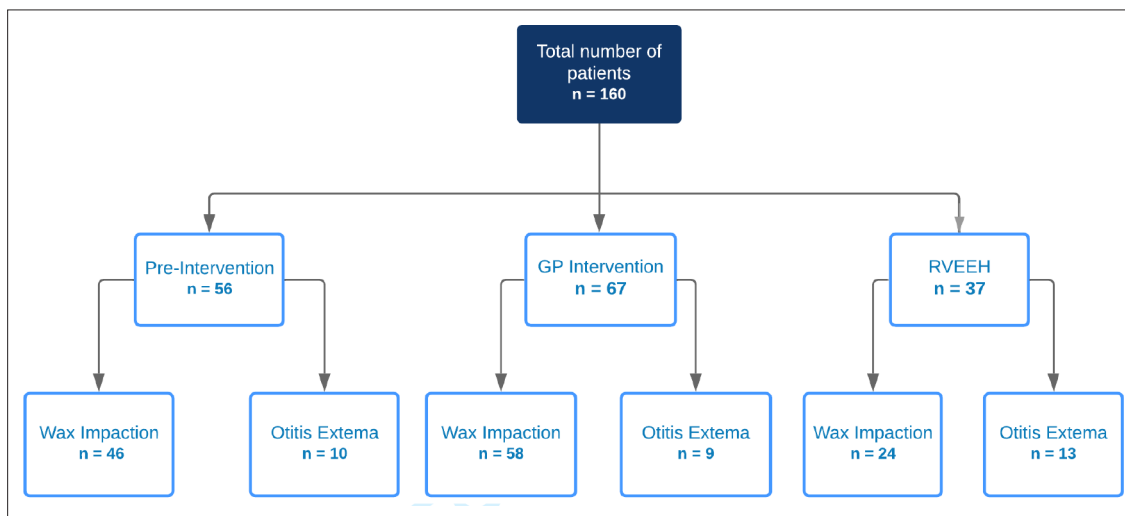 Total number of
patients
n = 160
Pre-Intervention
n = 56
GP Intervention
n = 67
RVEEH
n = 37
Wax Impaction
n = 46
Otitis Extema
n = 10
Wax Impaction
n = 58
Otitis Extema
n = 9
Wax Impaction
n = 24
Otitis Extema
n = 13